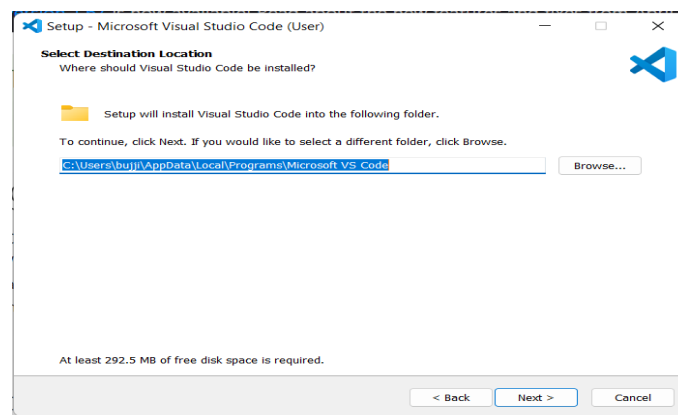 Setup - Microsoft Visual Studio Code (User)
Select Destination Location
Where should Visual Studio Code be installed?
Setup will install Visual Studio Code into the following folder.
To continue, click Next. If you would like to select a different folder, click Browse.
C:\Users\bujji\AppData\Local\Programs\Microsoft VS Code
Browse...
At least 292.5 MB of free disk space is required.
< Back
Next >
Cancel